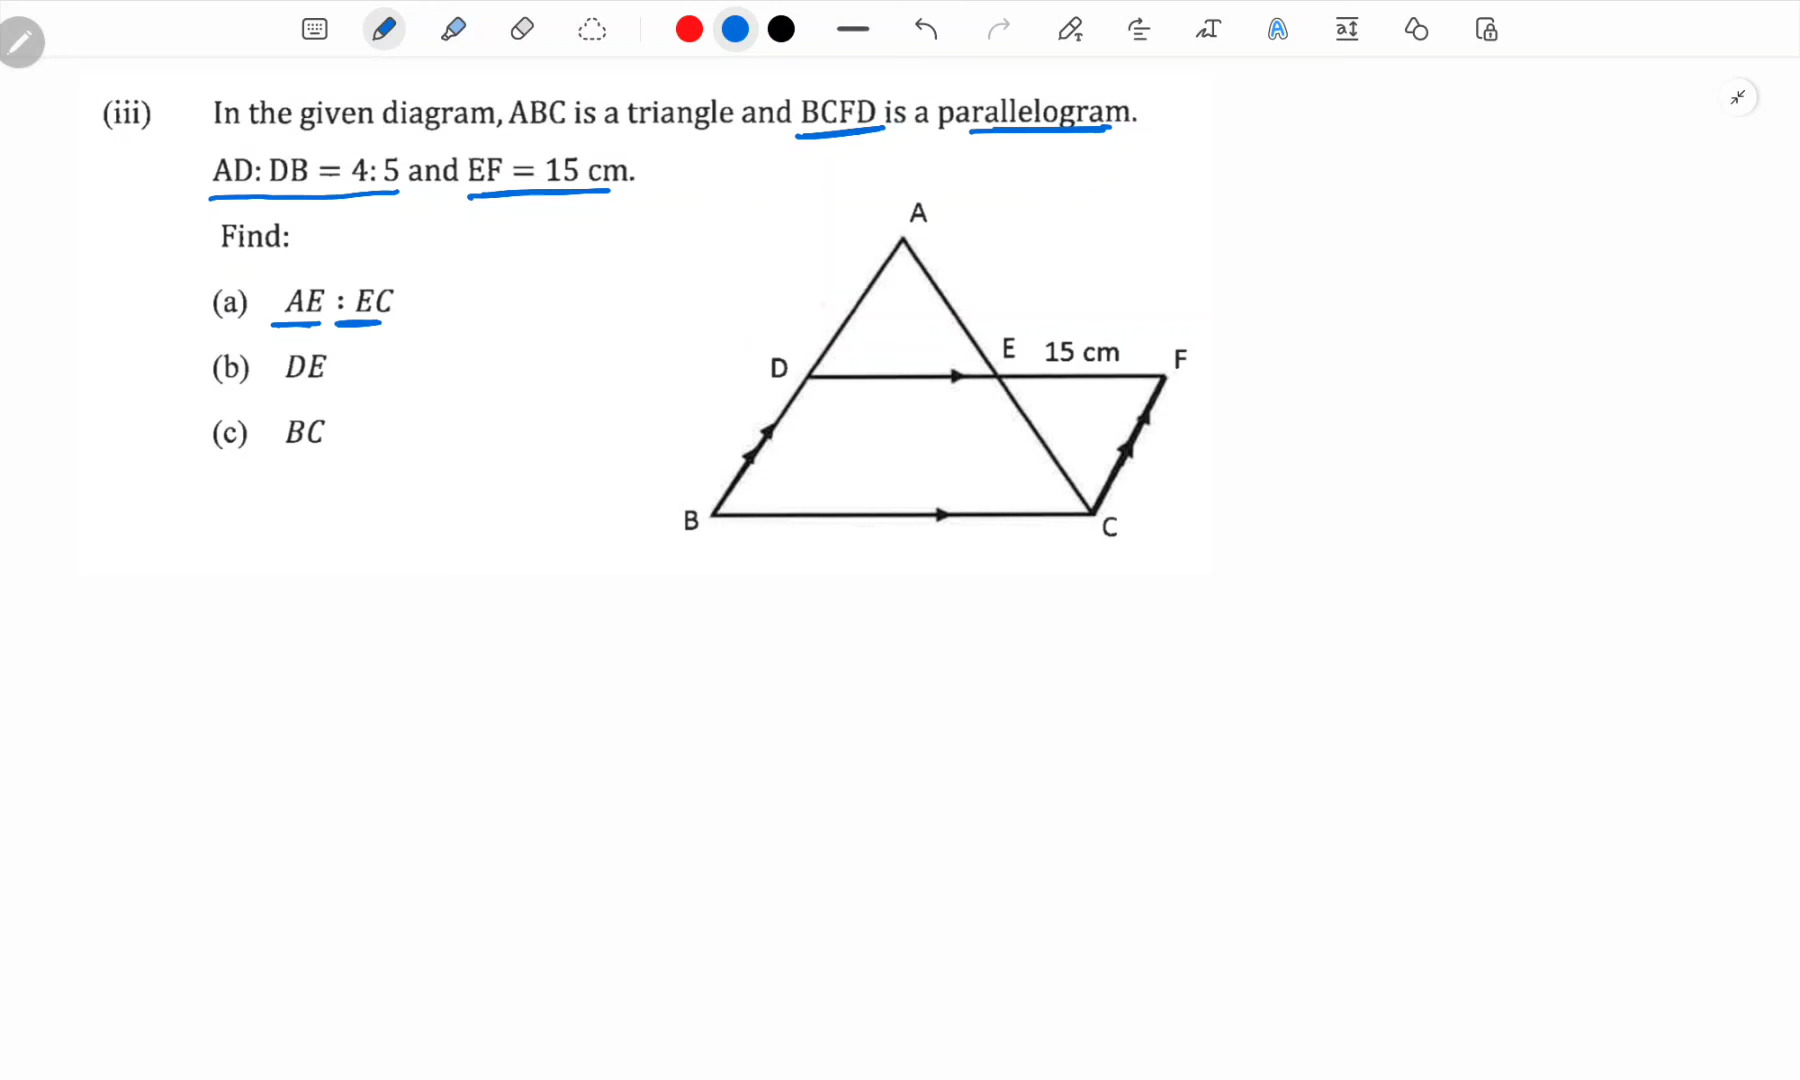 (iii) In the given diagram, ABC is a triangle and BCFD is a parallelogram.
AD: DB = 4: 5 and EF = 15 cm.
Find:
(a) AE : EC
(b) DE
(c) BC
A
D
E 15 cm F
B
C